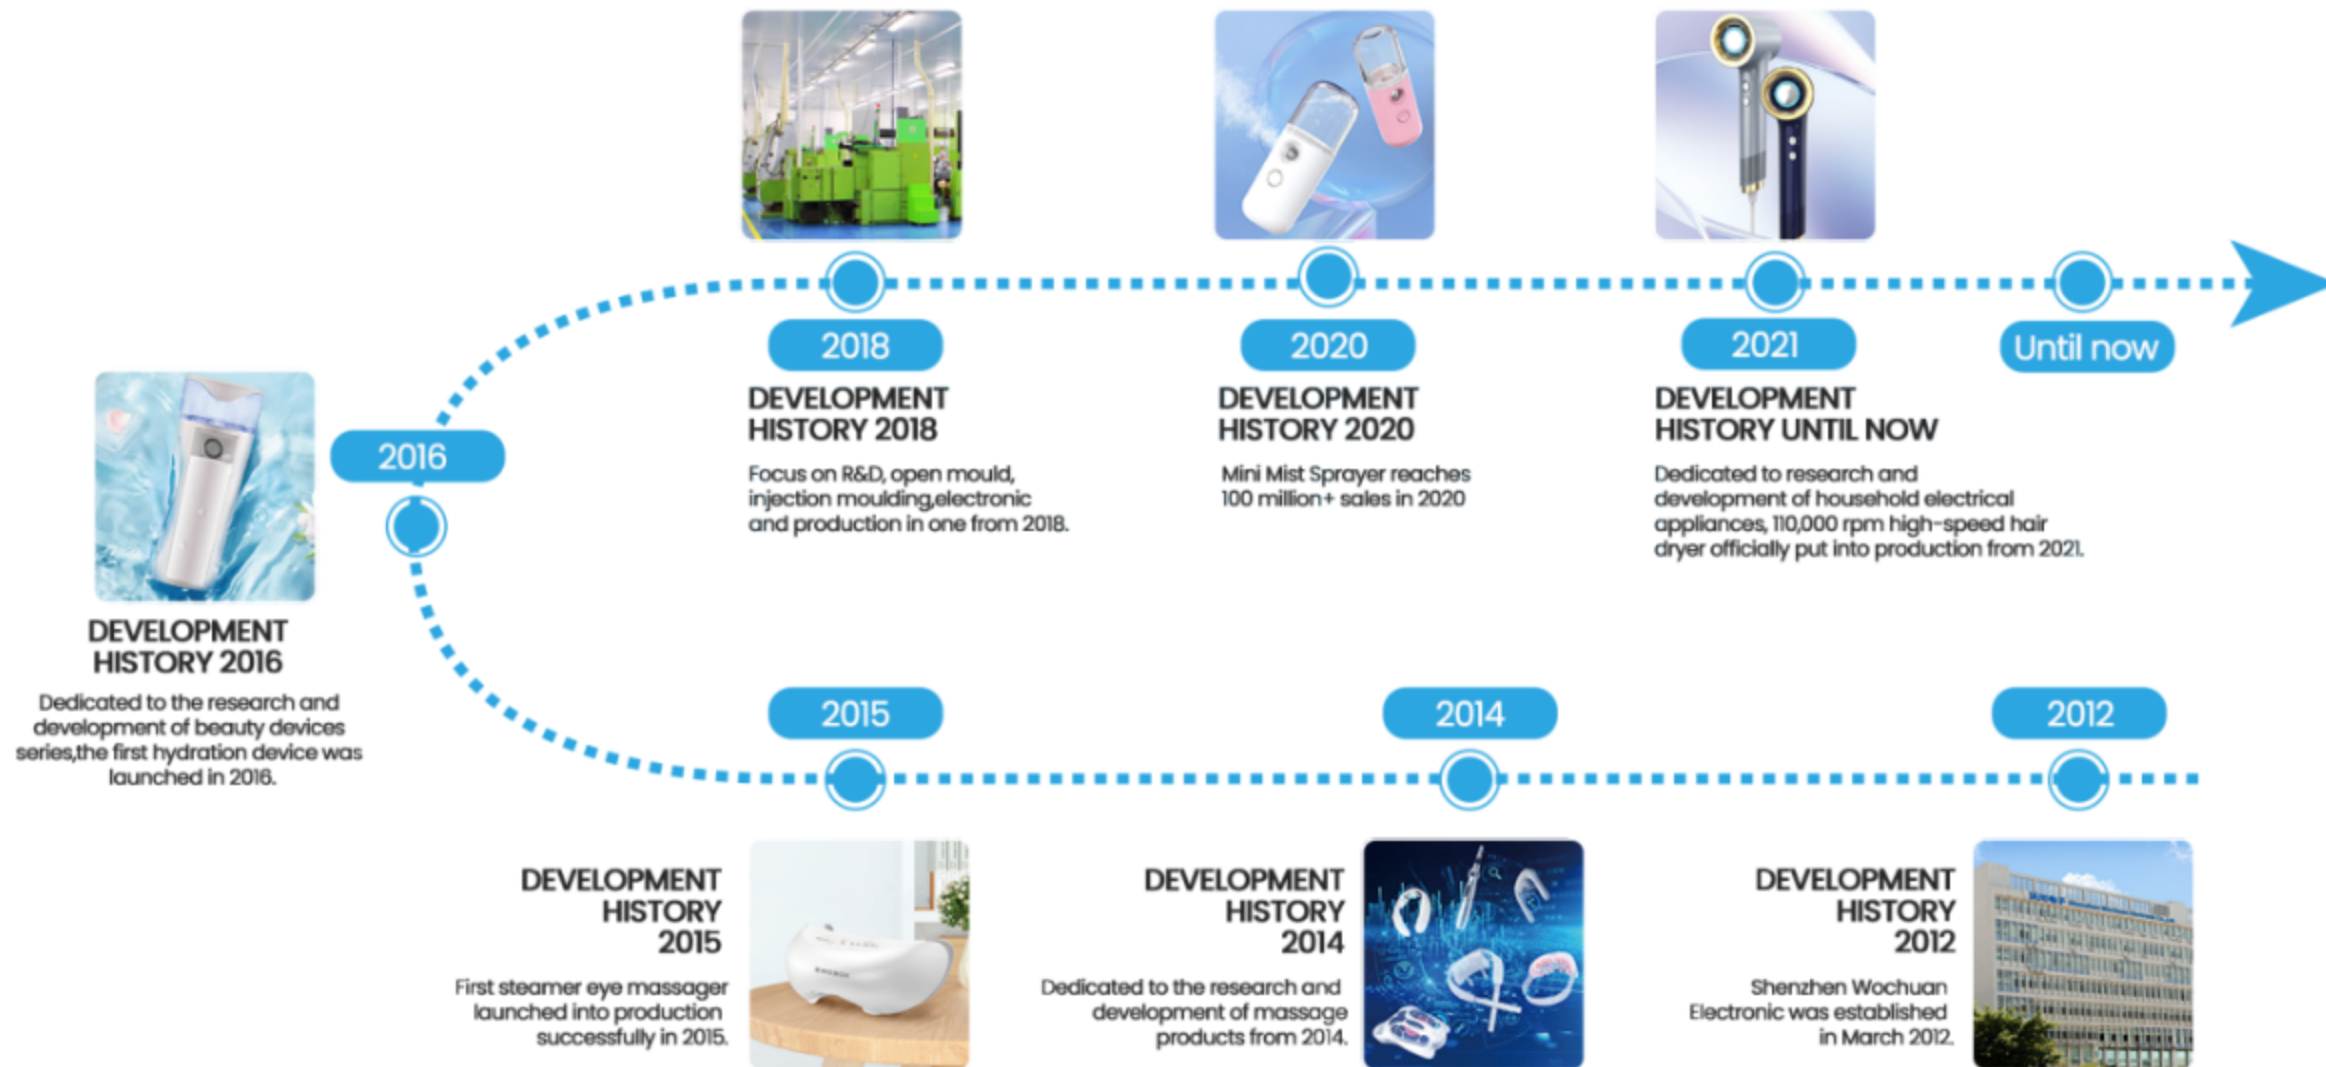 2018
DEVELOPMENT
HISTORY 2018
Focus on R&D, open mould,
injection moulding,electronic
and production in one from 2018.
2020
DEVELOPMENT
HISTORY 2020
Mini Mist Sprayer reaches
100 million+ sales in 2020
2021
DEVELOPMENT
HISTORY UNTIL NOW
Dedicated to research and
development of household electrical
appliances, 110,000 rpm high-speed hair
dryer officially put into production from 2021.
Until now
2016
DEVELOPMENT
HISTORY 2016
Dedicated to the research and
development of beauty devices
series,the first hydration device was
launched in 2016.
2015
DEVELOPMENT
HISTORY
2015
First steamer eye massager
launched into production
successfully in 2015.
2014
DEVELOPMENT
HISTORY
2014
Dedicated to the research and
development of massage
products from 2014.
2012
DEVELOPMENT
HISTORY
2012
Shenzhen Wochuan
Electronic was established
in March 2012.